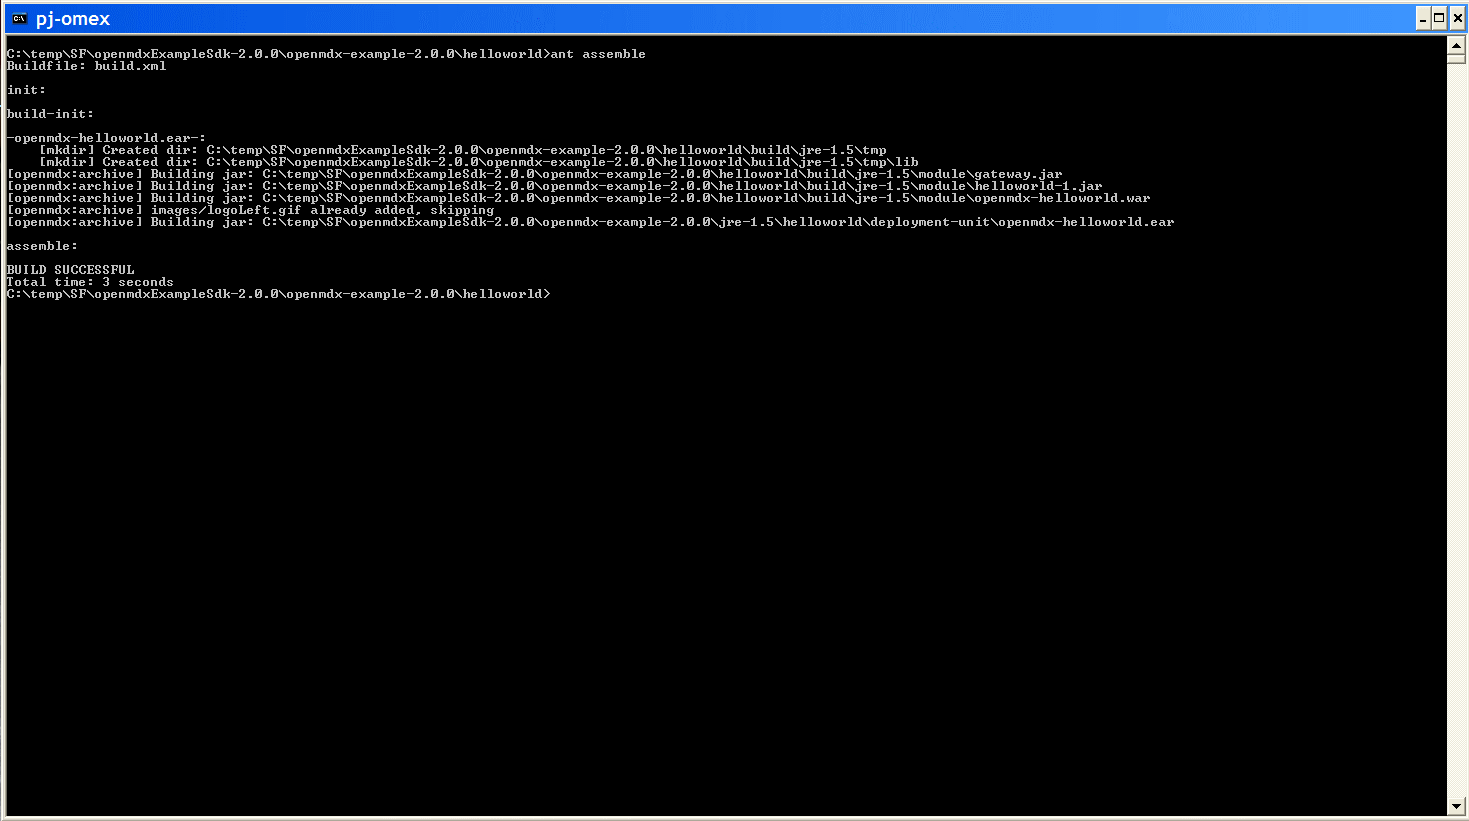 pj-omex
C:\temp\SF\openmdxExampleSdk-2.0.0\openmdx-example-2.0.0\helloworld>ant assemble
Buildfile: build.xml
init:
build-init:
-openmdx-helloworld.ear-:
[mkdir] Created dir: C:\temp\SF\openmdxExampleSdk-2.0.0\openmdx-example-2.0.0\helloworld\build\jre-1.5\tmp
[mkdir] Created dir: C:\temp\SF\openmdxExampleSdk-2.0.0\openmdx-example-2.0.0\helloworld\build\jre-1.5\tmp\lib
[openmdx:archive] Building jar: C:\temp\SF\openmdxExampleSdk-2.0.0\openmdx-example-2.0.0\helloworld\build\jre-1.5\module\gateway.jar
[openmdx:archive] Building jar: C:\temp\SF\openmdxExampleSdk-2.0.0\openmdx-example-2.0.0\helloworld\build\jre-1.5\module\helloworld-1.jar
[openmdx:archive] Building jar: C:\temp\SF\openmdxExampleSdk-2.0.0\openmdx-example-2.0.0\helloworld\build\jre-1.5\module\openmdx-helloworld.war
[openmdx:archive] images/logoLeft.gif already added, skipping
[openmdx:archive] Building jar: C:\temp\SF\openmdxExampleSdk-2.0.0\openmdx-example-2.0.0\jre-1.5\helloworld\deployment-unit\openmdx-helloworld.ear
assemble:
BUILD SUCCESSFUL
Total time: 3 seconds
C:\temp\SF\openmdxExampleSdk-2.0.0\openmdx-example-2.0.0\helloworld>